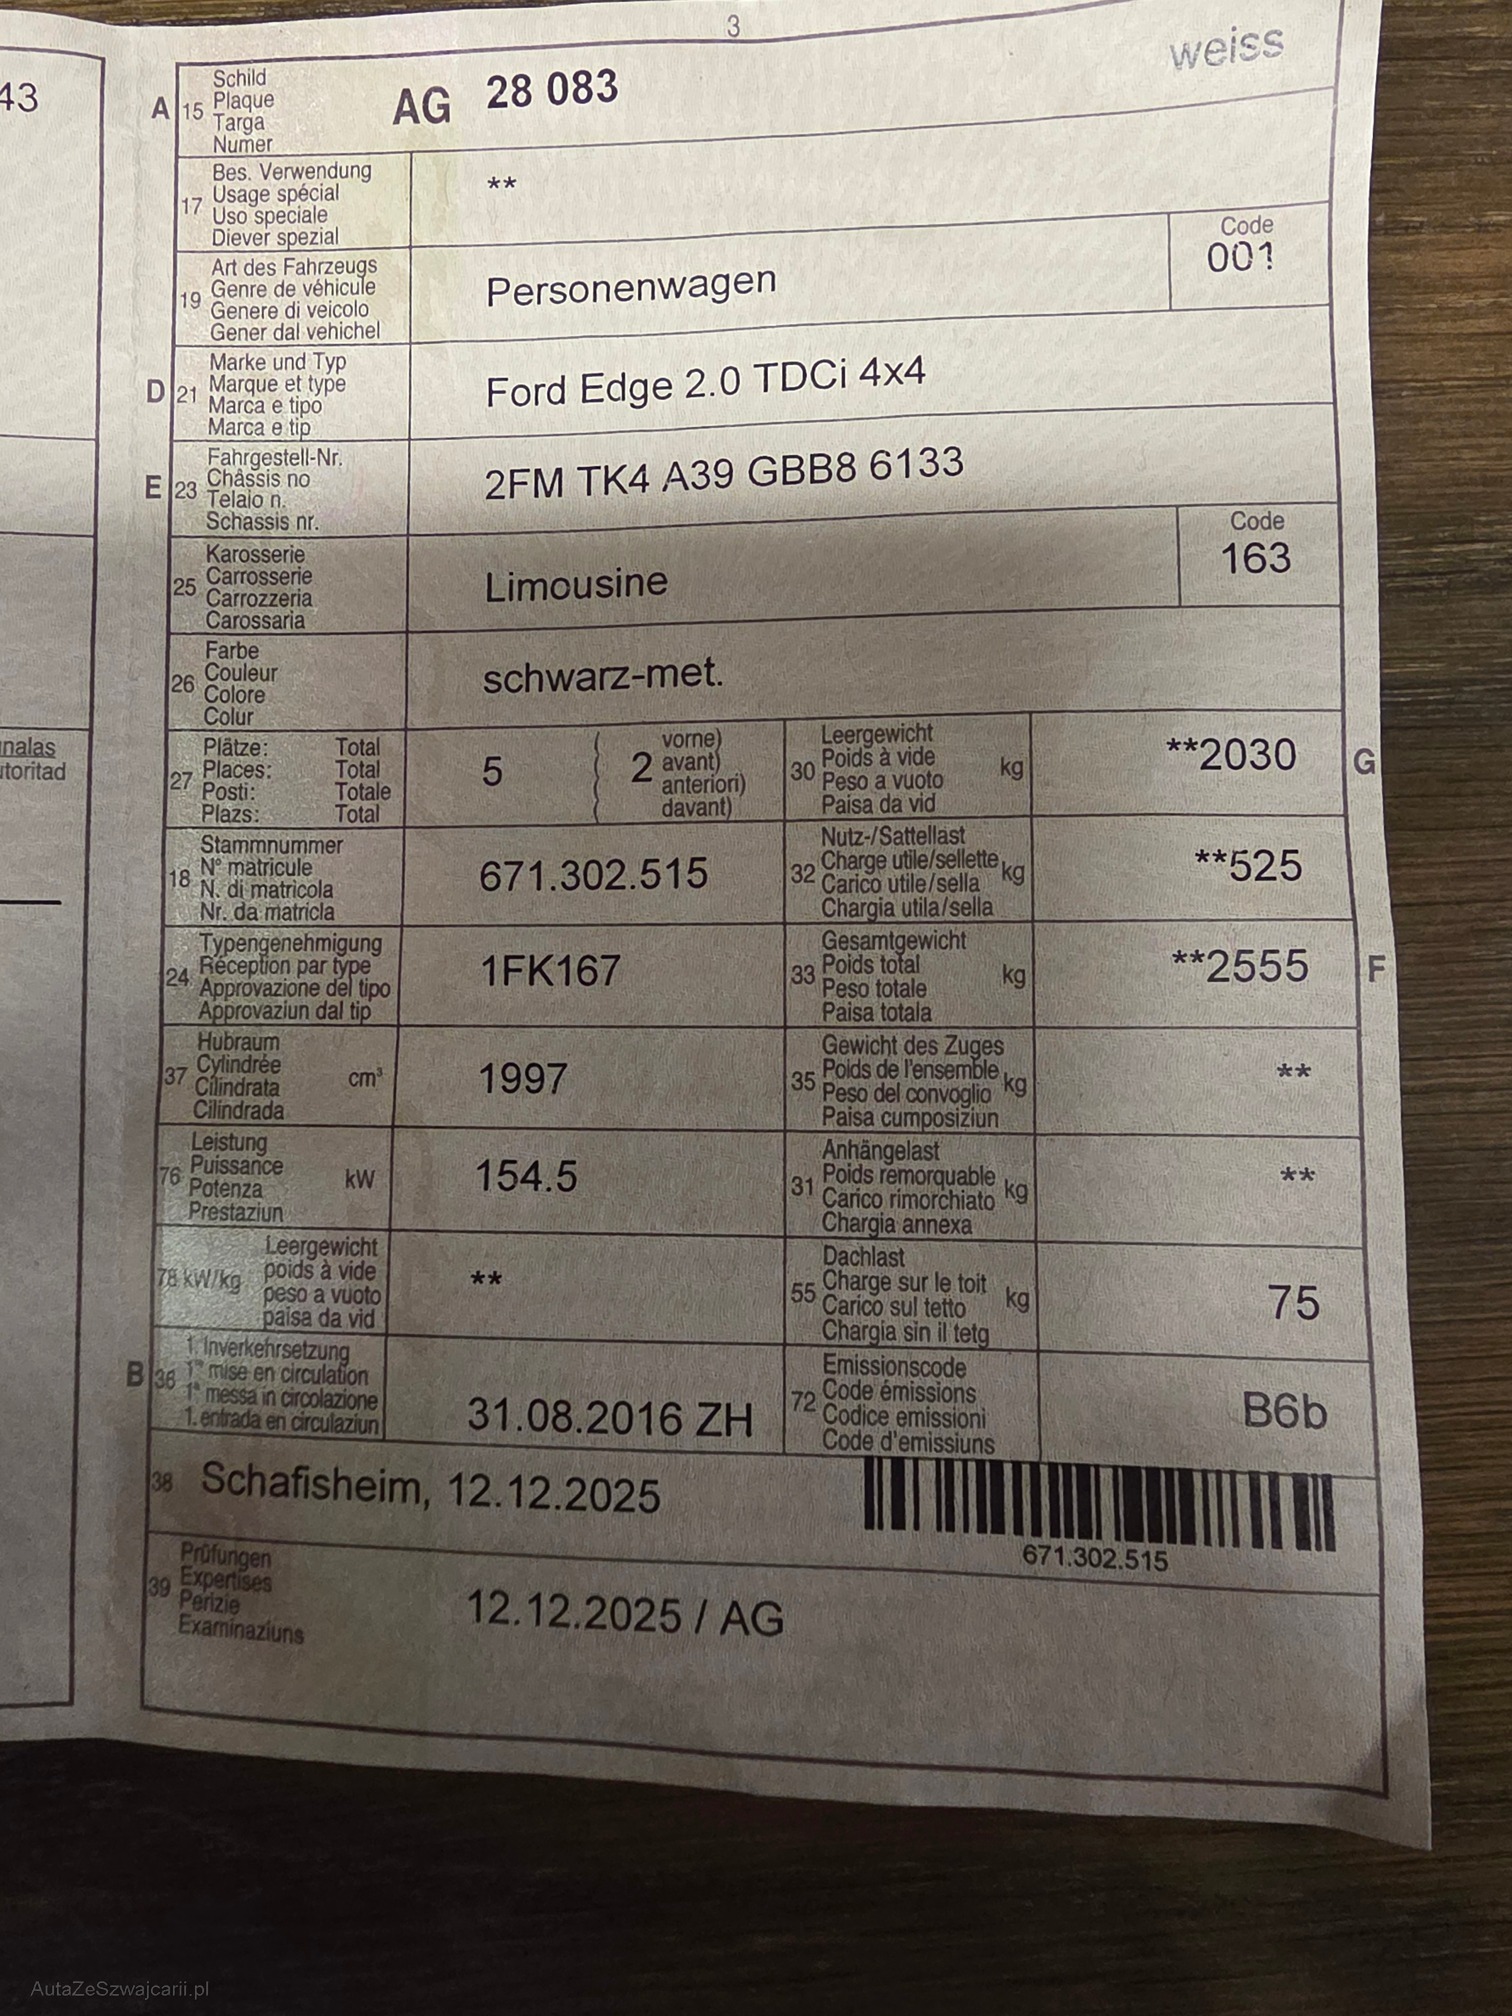 3
43
weiss
A 15 Schild
Plaque
Targa
Numer
AG 28 083
17 Bes. Verwendung
Usage spécial
Uso speciale
Diever spezial
**
19 Art des Fahrzeugs
Genre de véhicule
Genere di veicolo
Gener dal vehichel
Personenwagen
Code
001
D 21 Marke und Typ
Marque et type
Marca e tipo
Marca e tip
Ford Edge 2.0 TDCi 4x4
E 23 Fahrgestell-Nr.
Châssis no
Telaio n.
Schassis nr.
2FM TK4 A39 GBB8 6133
25 Karosserie
Carrosserie
Carrozzeria
Carossaria
Limousine
Code
163
26 Farbe
Couleur
Colore
Colur
schwarz-met.
nalas
utoritad
27 Plätze: Total
Places: Total
Posti: Totale
Plazs: Total
5
2
vorne)
avant)
anteriori)
davant)
30 Leergewicht
Poids à vide
Peso a vuoto
Paisa da vid
kg
**2030
G
18 Stammnummer
N° matricule
N. di matricola
Nr. da matricla
671.302.515
32 Nutz-/Sattellast
Charge utile/sellette
Carico utile/sella
Chargia utila/sella
kg
**525
24 Typengenehmigung
Réception par type
Approvazione del tipo
Approvaziun dal tip
1FK167
33 Gesamtgewicht
Poids total
Peso totale
Paisa totala
kg
**2555
F
37 Hubraum
Cylindrée
Cilindrata
Cilindrada
cm³
1997
35 Gewicht des Zuges
Poids de l'ensemble
Peso del convoglio
Paisa cumposiziun
kg
**
76 Leistung
Puissance
Potenza
Prestaziun
kW
154.5
31 Anhängelast
Poids remorquable
Carico rimorchiato
Chargia annexa
kg
**
78 kW/kg
Leergewicht
poids à vide
peso a vuoto
paisa da vid
**
55 Dachlast
Charge sur le toit
Carico sul tetto
Chargia sin il tetg
kg
75
B 36 1. Inverkehrsetzung
1re mise en circulation
1a messa in circolazione
1. entrada en circulaziun
31.08.2016 ZH
72 Emissionscode
Code émissions
Codice emissioni
Code d'emissiuns
B6b
38 Schafisheim, 12.12.2025
671.302.515
39 Prüfungen
Expertises
Perizie
Examinaziuns
12.12.2025 / AG
AutaZeSzwajcarii.pl